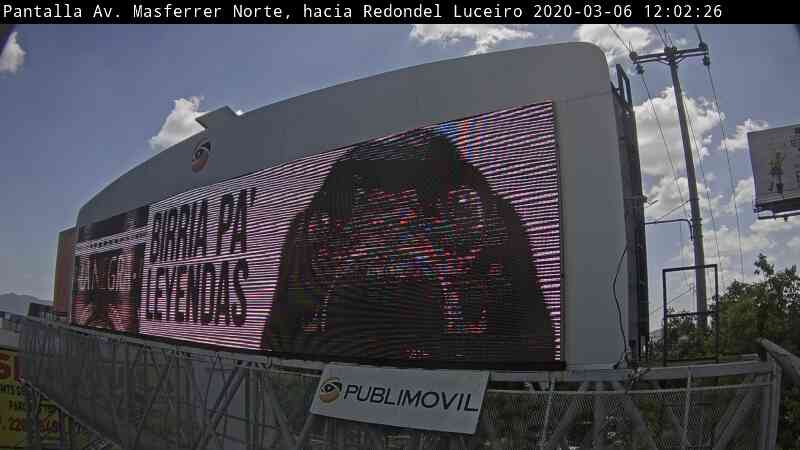 Pantalla Av. Masferrer Norte, hacia Redondel Luceiro 2020-03-06 12:02:26
BIRRIA PA'
LEYENDAS
PUBLIMOVIL